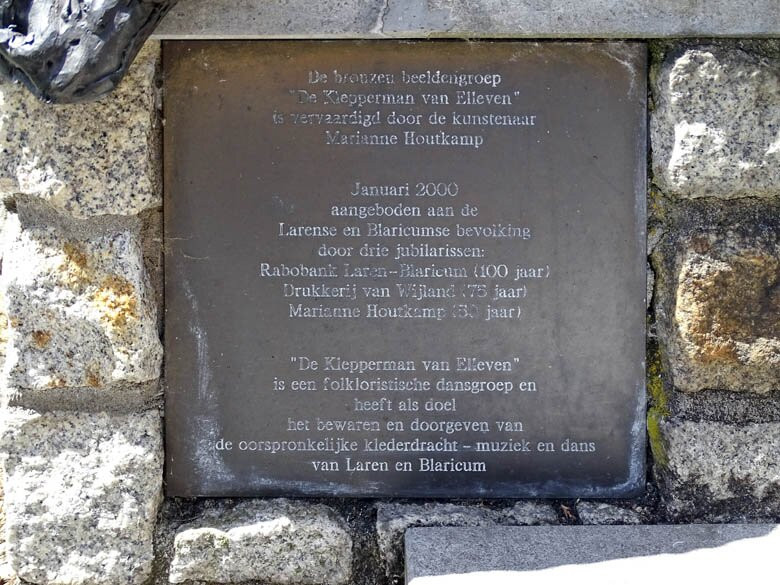 De bronzen beeldengroep
"De Klepperman van Elleven"
is vervaardigd door de kunstenaar
Marianne Houtkamp
Januari 2000
aangeboden aan de
Larense en Blaricumse bevolking
door drie jubilarissen:
Rabobank Laren-Blaricum (100 jaar)
Drukkerij van Wijland (75 jaar)
Marianne Houtkamp (50 jaar)
"De Klepperman van Elleven"
is een folkloristische dansgroep en
heeft als doel
het bewaren en doorgeven van
de oorspronkelijke klederdracht - muziek en dans
van Laren en Blaricum